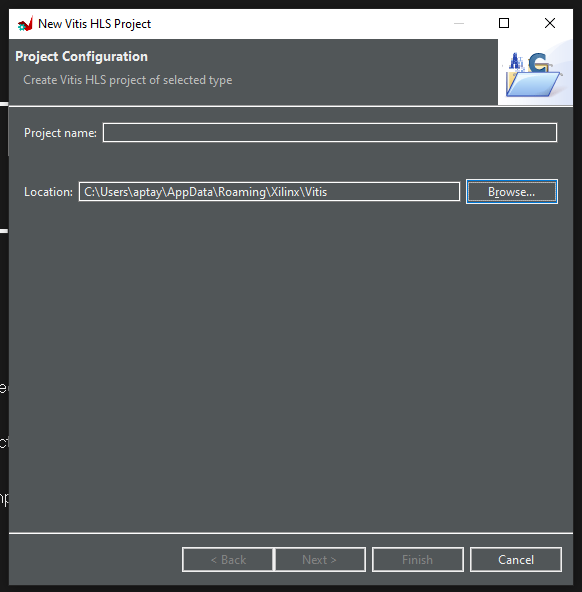 New Vitis HLS Project
Project Configuration
Create Vitis HLS project of selected type
Project name:
Location: C:\Users\aptay\AppData\Roaming\Xilinx\Vitis Browse...
< Back Next > Finish Cancel